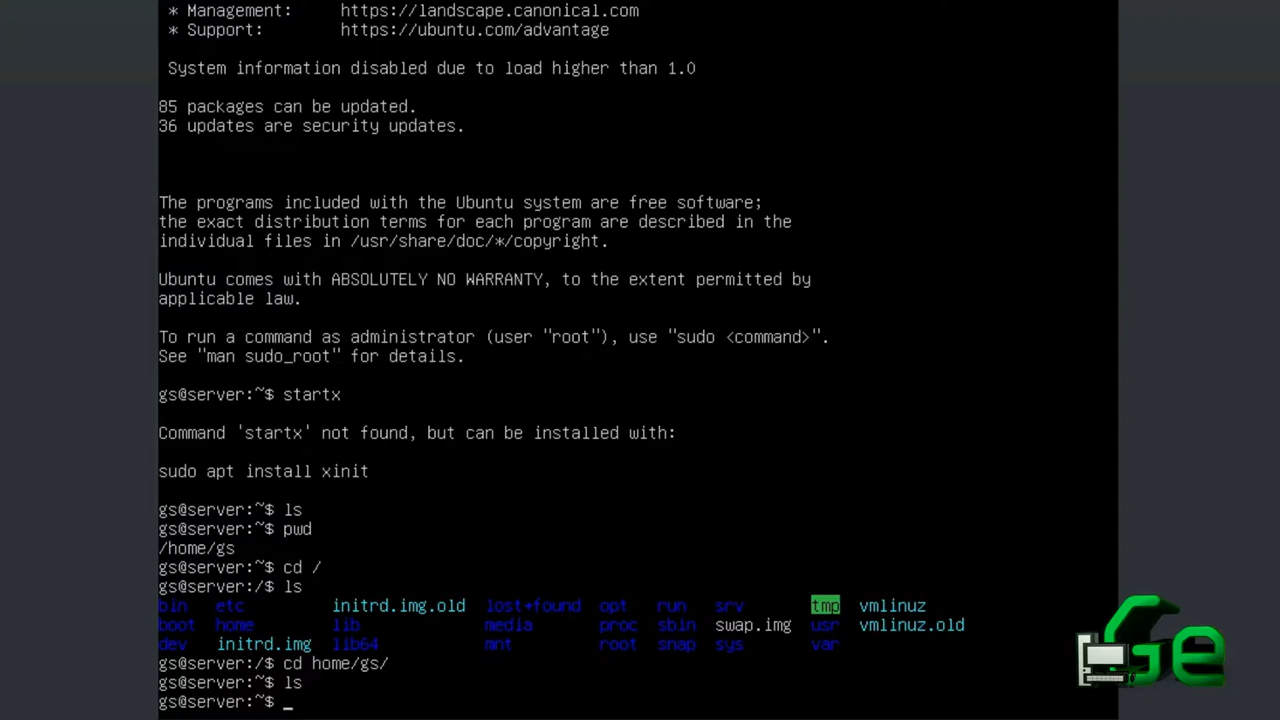 * Management:     https://landscape.canonical.com
* Support:        https://ubuntu.com/advantage
System information disabled due to load higher than 1.0
85 packages can be updated.
36 updates are security updates.
The programs included with the Ubuntu system are free software;
the exact distribution terms for each program are described in the
individual files in /usr/share/doc/*/copyright.
Ubuntu comes with ABSOLUTELY NO WARRANTY, to the extent permitted by
applicable law.
To run a command as administrator (user "root"), use "sudo <command>".
See "man sudo_root" for details.
gs@server:~$ startx
Command 'startx' not found, but can be installed with:
sudo apt install xinit
gs@server:~$ ls
gs@server:~$ pwd
/home/gs
gs@server:~$ cd /
gs@server:/$ ls
bin   etc         initrd.img.old  lost+found  opt   run   srv       tmp  vmlinuz
boot  home        lib             media       proc  sbin  swap.img  usr  vmlinuz.old
dev   initrd.img  lib64           mnt         root  snap  sys       var
gs@server:/$ cd home/gs/
gs@server:~$ ls
gs@server:~$ _
Ge